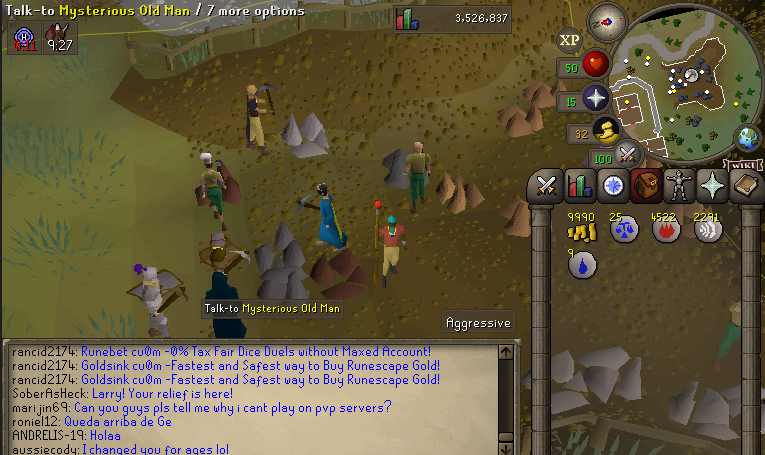 Talk-to Mysterious Old Man / 7 more options
3,526,837
9:27
XP
50
15
32
100
WIKI
9990
25
4522
2291
9
Talk-to Mysterious Old Man
Aggressive
rancid2174: Runebet cu0m -0% Tax Fair Dice Duels without Maxed Account!
rancid2174: Goldsink cu0m -Fastest and Safest way to Buy Runescape Gold!
rancid2174: Goldsink cu0m -Fastest and Safest way to Buy Runescape Gold!
SoberAsHeck: Larry! Your relief is here!
marijin69: Can you guys pls tell me why i cant play on pvp servers?
roniel12: Queda arriba de Ge
ANDRELIS-19: Holaa
aussiecody: I changed you for ages lol